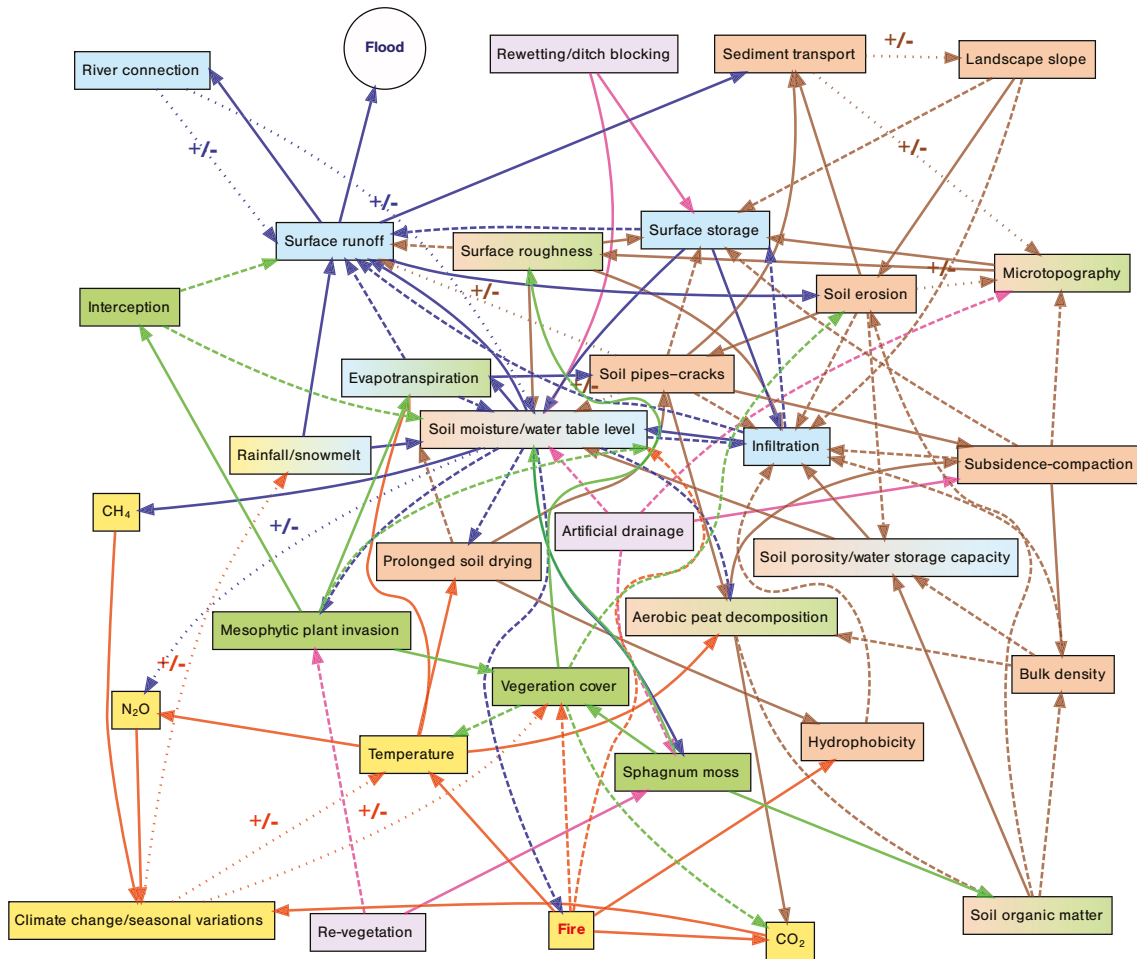 Flood
Rewetting/ditch blocking
Sediment transport
+/-
Landscape slope
River connection
+/-
+/-
+/-
Surface runoff
Surface roughness
Surface storage
+/-
+/-
Microtopography
Interception
Soil erosion
Evapotranspiration
Soil pipes–cracks
+/-
Soil moisture/water table level
Infiltration
Rainfall/snowmelt
Subsidence-compaction
CH4
+/-
Artificial drainage
Prolonged soil drying
Soil porosity/water storage capacity
Mesophytic plant invasion
Aerobic peat decomposition
+/-
+/-
Vegeration cover
Bulk density
N2O
Temperature
Hydrophobicity
Sphagnum moss
+/-
+/-
Climate change/seasonal variations
Re-vegetation
Fire
CO2
Soil organic matter